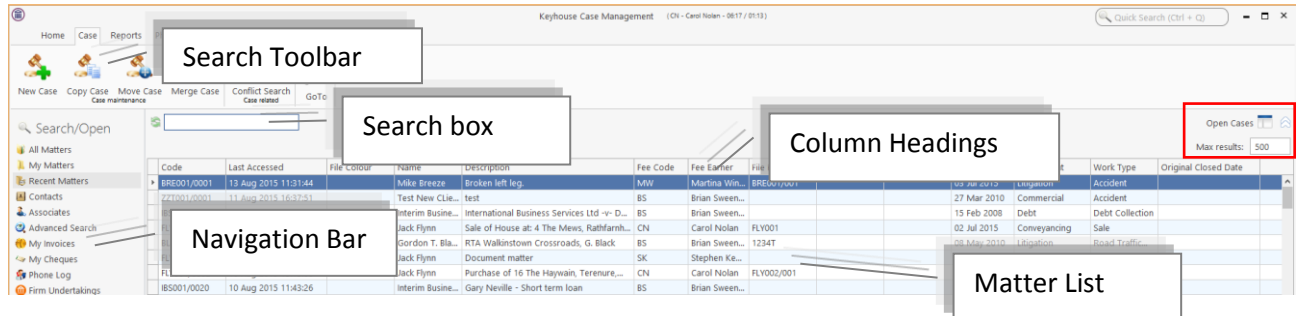 Keyhouse Case Management (CN - Carol Nolan - 06:17 / 01:13)
Quick Search (Ctrl + Q)
Home Case Reports
Search Toolbar
New Case Copy Case Move Case Merge Case Conflict Search GoTo
Case maintenance Case related
Search box
Column Headings
Open Cases
Max results: 500
Search/Open
All Matters
My Matters
Recent Matters
Contacts
Associates
Advanced Search
My Invoices
My Cheques
Phone Log
Firm Undertakings
Navigation Bar
Matter List
Code Last Accessed File Colour Name Description Fee Code Fee Earner File Work Type Original Closed Date
BRE001/0001 13 Aug 2015 11:31:44 Mike Breeze Broken left leg. MW Martina Win... BRE001/001 03 Jul 2015 Litigation Accident
ZZT001/0001 11 Aug 2015 16:37:51 Test New CLie... test BS Brian Sween... 27 Mar 2010 Commercial Accident
Interim Busine... International Business Services Ltd -v- D... BS Brian Sween... 15 Feb 2008 Debt Debt Collection
Jack Flynn Sale of House at: 4 The Mews, Rathfarnh... CN Carol Nolan FLY001 02 Jul 2015 Conveyancing Sale
Gordon T. Bla... RTA Walkinstown Crossroads, G. Black BS Brian Sween... 1234T 08 May 2010 Litigation Road Traffic...
Jack Flynn Document matter SK Stephen Ke...
Jack Flynn Purchase of 16 The Haywain, Terenure,... CN Carol Nolan FLY002/001
IBS001/0020 10 Aug 2015 11:43:26 Interim Busine... Gary Neville - Short term loan BS Brian Sween...